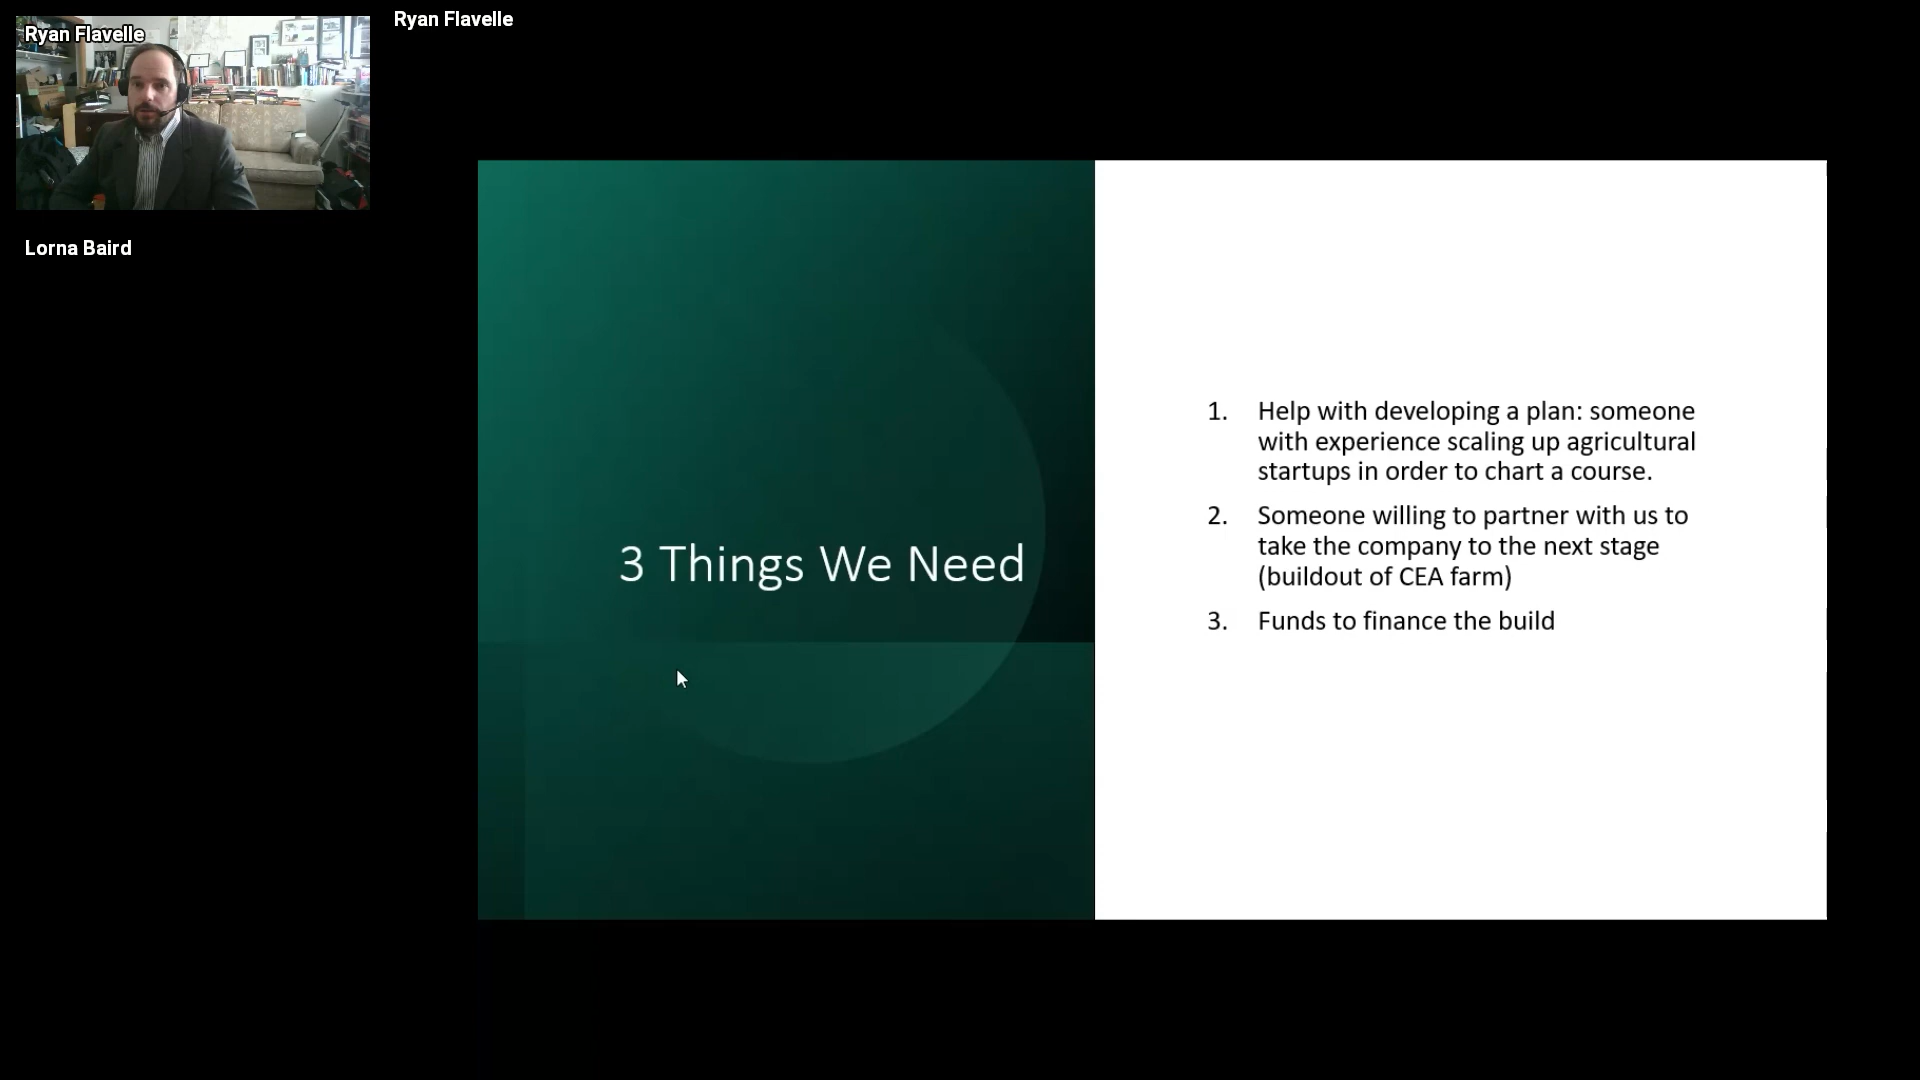 Ryan Flavelle
Ryan Flavelle
Lorna Baird
3 Things We Need
1. Help with developing a plan: someone
with experience scaling up agricultural
startups in order to chart a course.
2. Someone willing to partner with us to
take the company to the next stage
(buildout of CEA farm)
3. Funds to finance the build